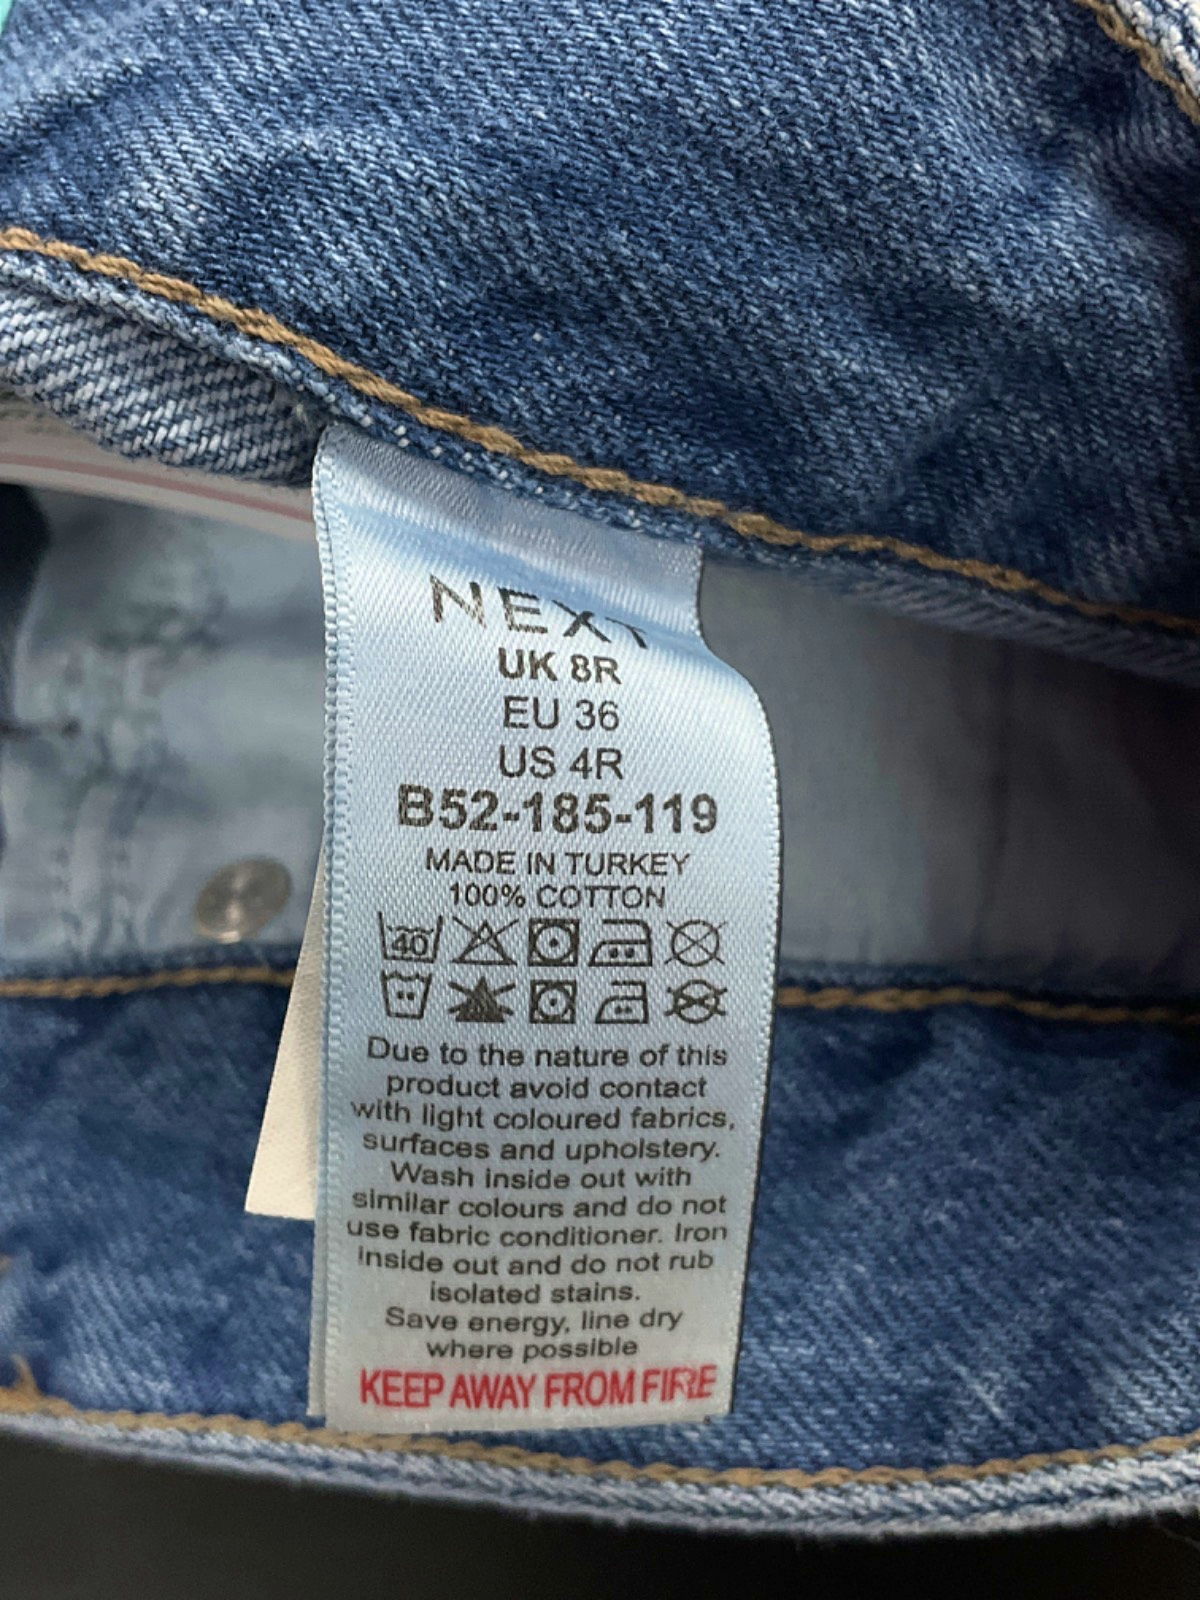 NEXT
UK 8R
EU 36
US 4R
B52-185-119
MADE IN TURKEY
100% COTTON
40
Due to the nature of this
product avoid contact
with light coloured fabrics,
surfaces and upholstery.
Wash inside out with
similar colours and do not
use fabric conditioner. Iron
inside out and do not rub
isolated stains.
Save energy, line dry
where possible
KEEP AWAY FROM FIRE